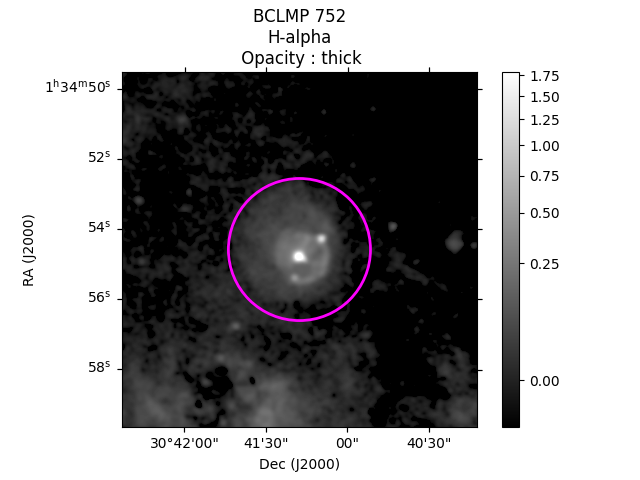 BCLMP 752
H-alpha
Opacity : thick
1ʰ34ᵐ50ˢ
52ˢ
54ˢ
56ˢ
58ˢ
RA (J2000)
30°42'00" 41'30" 00" 40'30"
Dec (J2000)
1.75
1.50
1.25
1.00
0.75
0.50
0.25
0.00